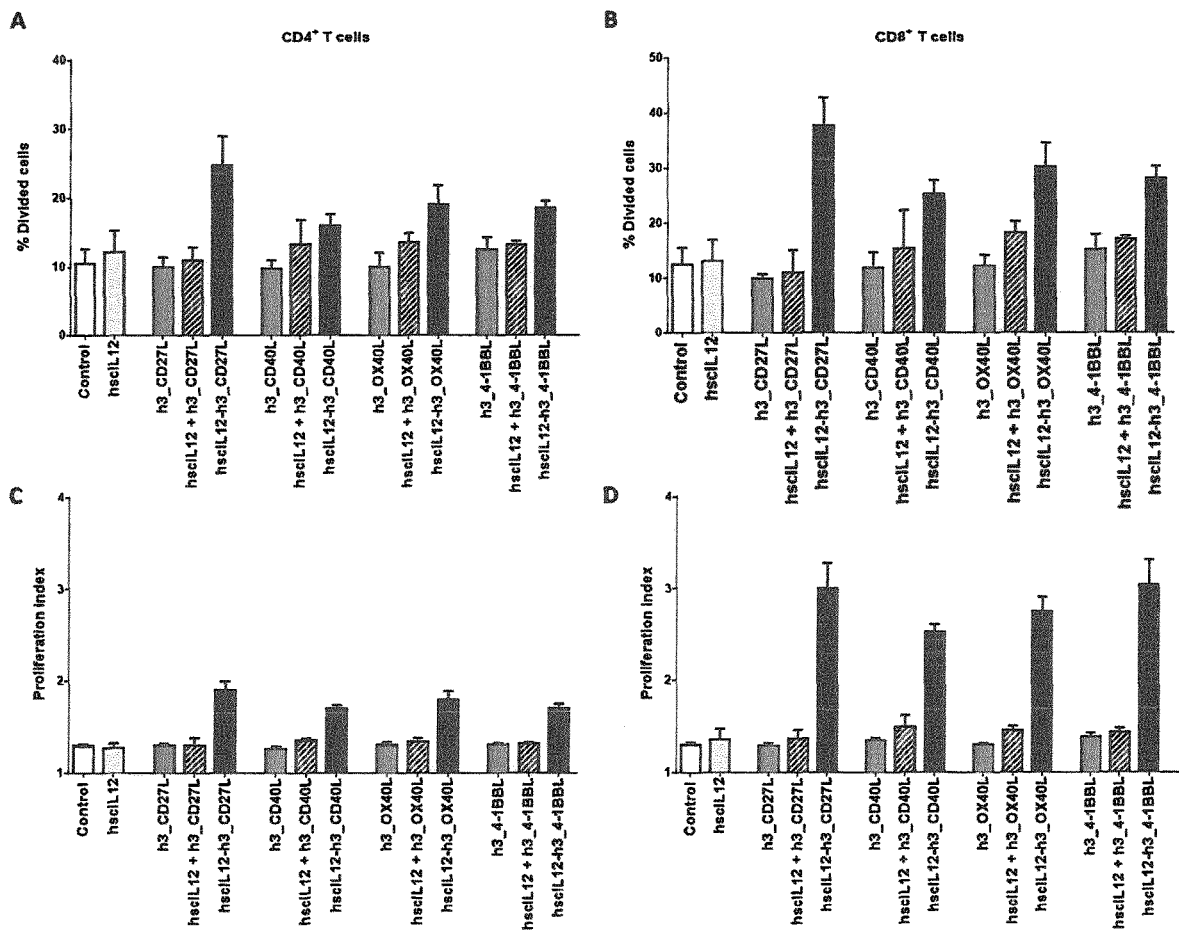 A
CD4+ T cells
% Divided cells
40
30
20
10
0
Control
hscIL12
h3_CD27L
hscIL12 + h3_CD27L
hscIL12-h3_CD27L
h3_CD40L
hscIL12 + h3_CD40L
hscIL12-h3_CD40L
h3_OX40L
hscIL12 + h3_OX40L
hscIL12-h3_OX40L
h3_4-1BBL
hscIL12 + h3_4-1BBL
hscIL12-h3_4-1BBL
B
CD8+ T cells
% Divided cells
50
40
30
20
10
0
Control
hscIL12
h3_CD27L
hscIL12 + h3_CD27L
hscIL12-h3_CD27L
h3_CD40L
hscIL12 + h3_CD40L
hscIL12-h3_CD40L
h3_OX40L
hscIL12 + h3_OX40L
hscIL12-h3_OX40L
h3_4-1BBL
hscIL12 + h3_4-1BBL
hscIL12-h3_4-1BBL
C
Proliferation index
4
3
2
1
Control
hscIL12
h3_CD27L
hscIL12 + h3_CD27L
hscIL12-h3_CD27L
h3_CD40L
hscIL12 + h3_CD40L
hscIL12-h3_CD40L
h3_OX40L
hscIL12 + h3_OX40L
hscIL12-h3_OX40L
h3_4-1BBL
hscIL12 + h3_4-1BBL
hscIL12-h3_4-1BBL
D
Proliferation index
4
3
2
1
Control
hscIL12
h3_CD27L
hscIL12 + h3_CD27L
hscIL12-h3_CD27L
h3_CD40L
hscIL12 + h3_CD40L
hscIL12-h3_CD40L
h3_OX40L
hscIL12 + h3_OX40L
hscIL12-h3_OX40L
h3_4-1BBL
hscIL12 + h3_4-1BBL
hscIL12-h3_4-1BBL